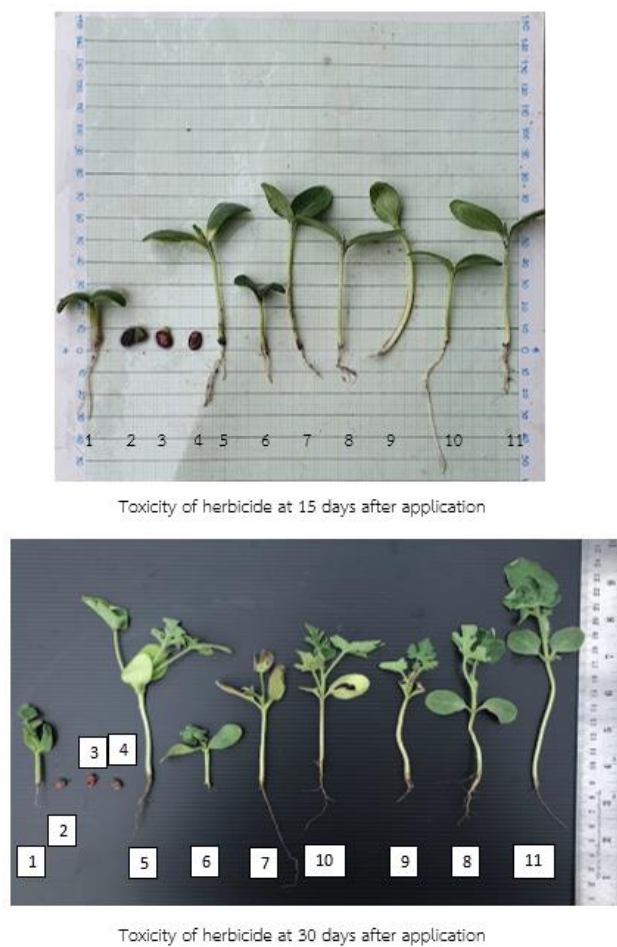 1 2 3 4 5 6 7 8 9 10 11
Toxicity of herbicide at 15 days after application
3 4
2
1 5 6 7 10 9 8 11
Toxicity of herbicide at 30 days after application